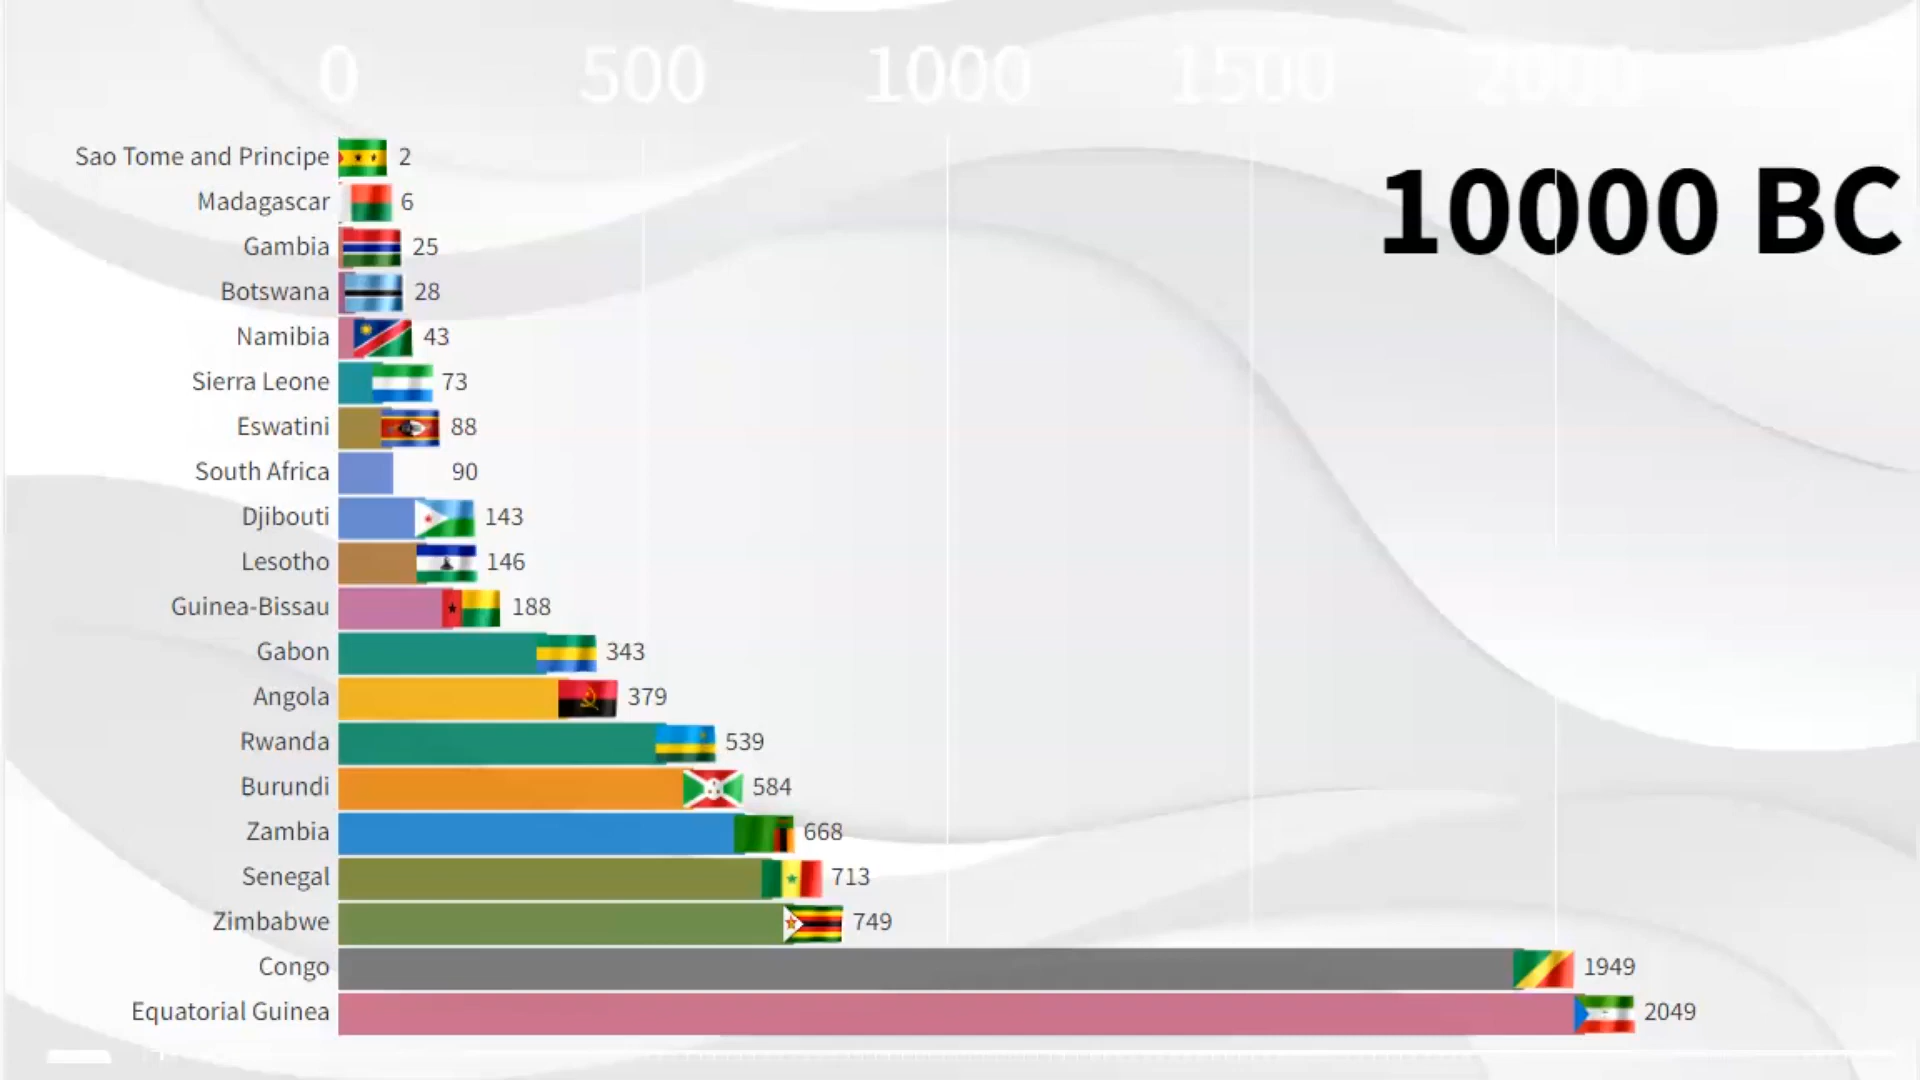 0 500 1000 1500 2000
Sao Tome and Principe 2
10000 BC
Madagascar 6
Gambia 25
Botswana 28
Namibia 43
Sierra Leone 73
Eswatini 88
South Africa 90
Djibouti 143
Lesotho 146
Guinea-Bissau 188
Gabon 343
Angola 379
Rwanda 539
Burundi 584
Zambia 668
Senegal 713
Zimbabwe 749
Congo 1949
Equatorial Guinea 2049